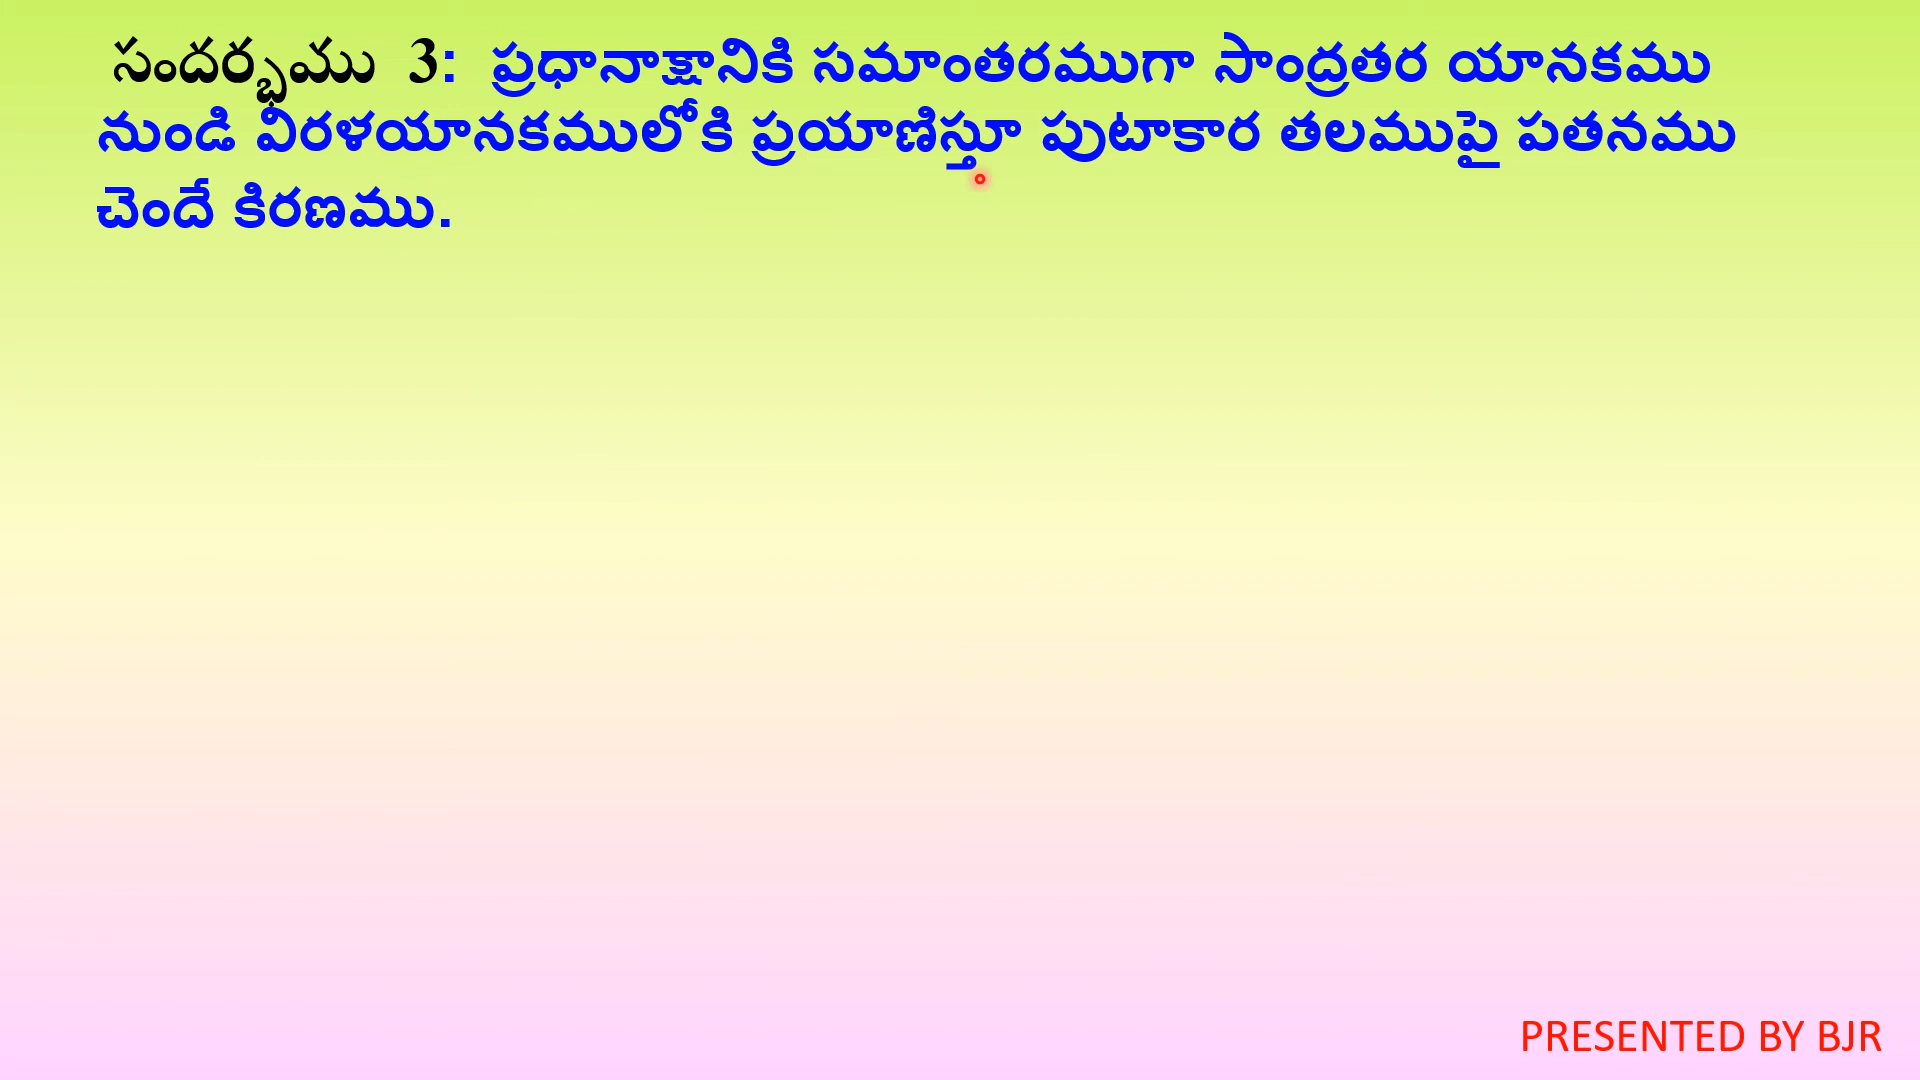 సందర్భము 3: ప్రధానాక్షానికి సమాంతరముగా సాంద్రతర యానకము
నుండి విరళయానకములోకి ప్రయాణిస్తూ పుటాకార తలముపై పతనము
చెందే కిరణము.
PRESENTED BY BJR